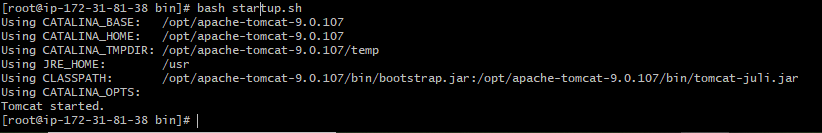 [root@ip-172-31-81-38 bin]# bash startup.sh
Using CATALINA_BASE:   /opt/apache-tomcat-9.0.107
Using CATALINA_HOME:   /opt/apache-tomcat-9.0.107
Using CATALINA_TMPDIR: /opt/apache-tomcat-9.0.107/temp
Using JRE_HOME:        /usr
Using CLASSPATH:       /opt/apache-tomcat-9.0.107/bin/bootstrap.jar:/opt/apache-tomcat-9.0.107/bin/tomcat-juli.jar
Using CATALINA_OPTS:
Tomcat started.
[root@ip-172-31-81-38 bin]#